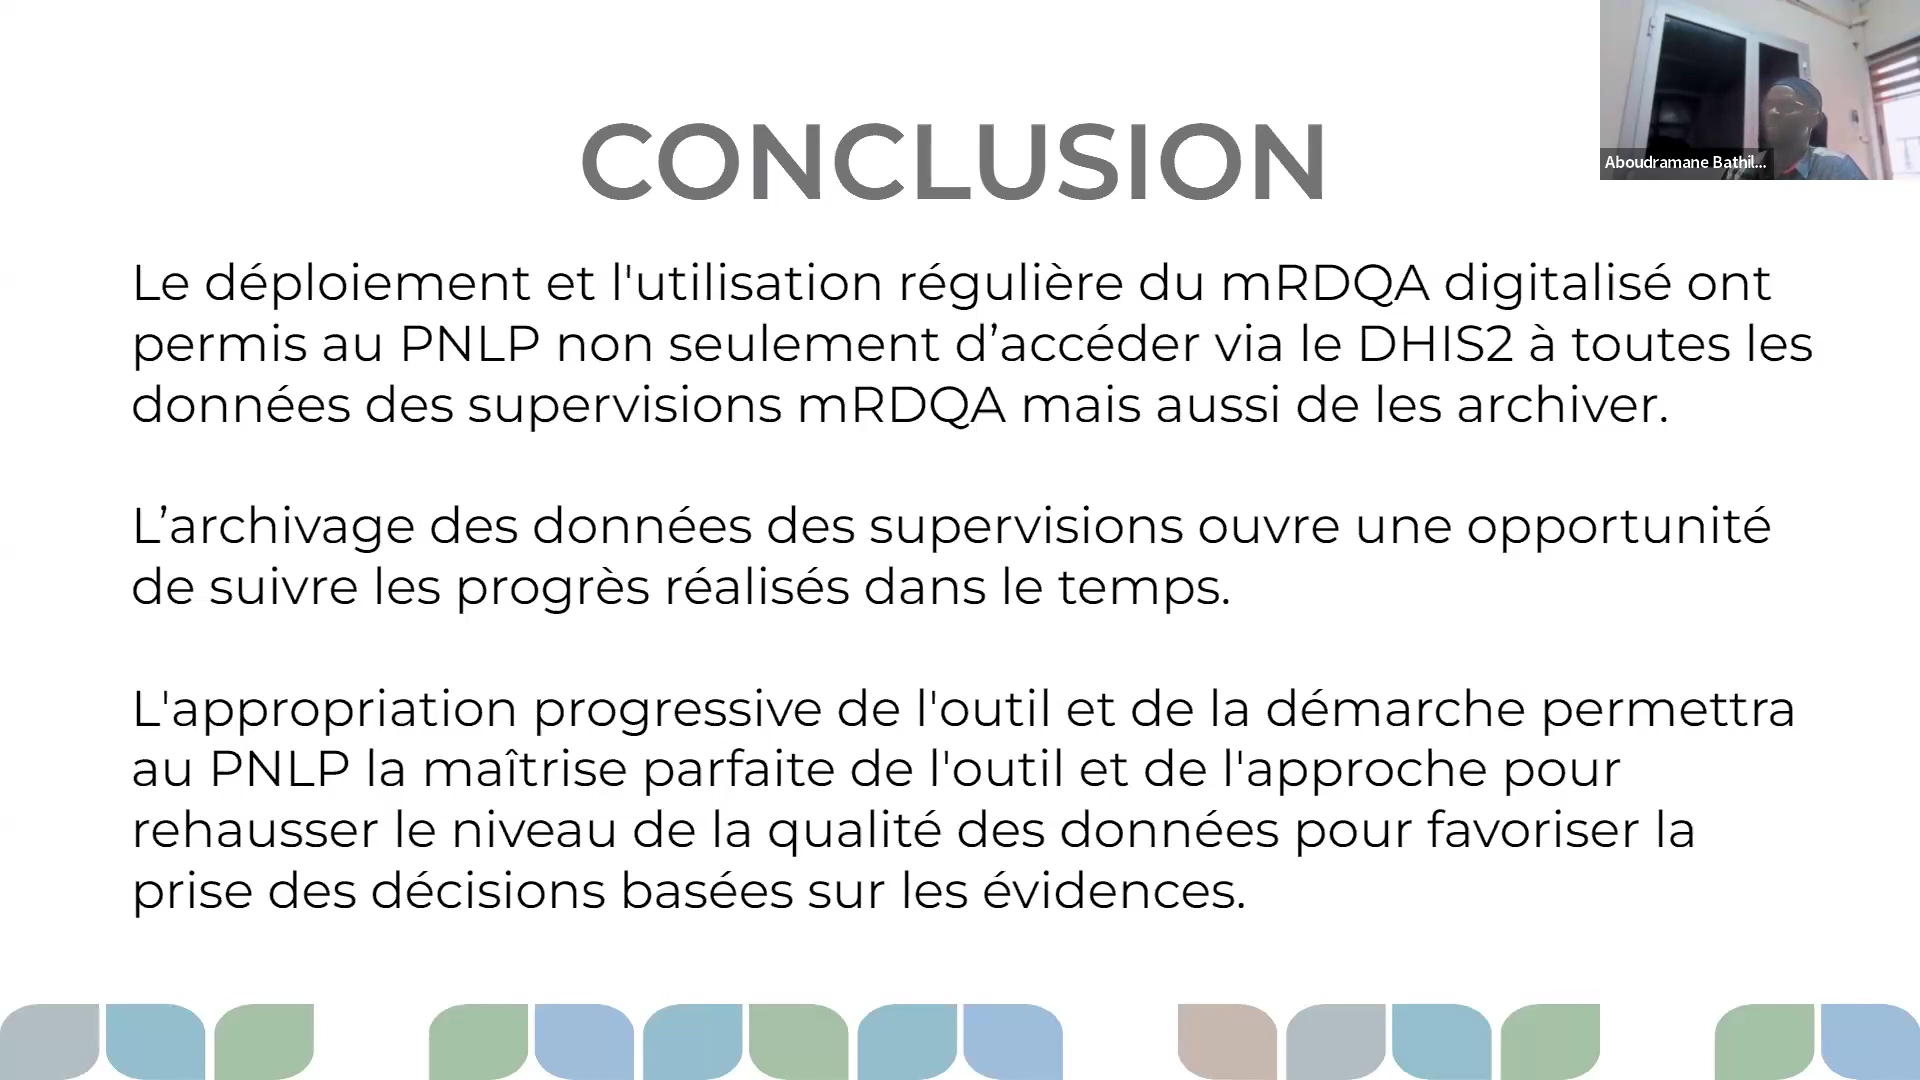 CONCLUSION
Aboudramane Bathil...
Le déploiement et l'utilisation régulière du mRDQA digitalisé ont
permis au PNLP non seulement d’accéder via le DHIS2 à toutes les
données des supervisions mRDQA mais aussi de les archiver.
L’archivage des données des supervisions ouvre une opportunité
de suivre les progrès réalisés dans le temps.
L'appropriation progressive de l'outil et de la démarche permettra
au PNLP la maîtrise parfaite de l'outil et de l'approche pour
rehausser le niveau de la qualité des données pour favoriser la
prise des décisions basées sur les évidences.